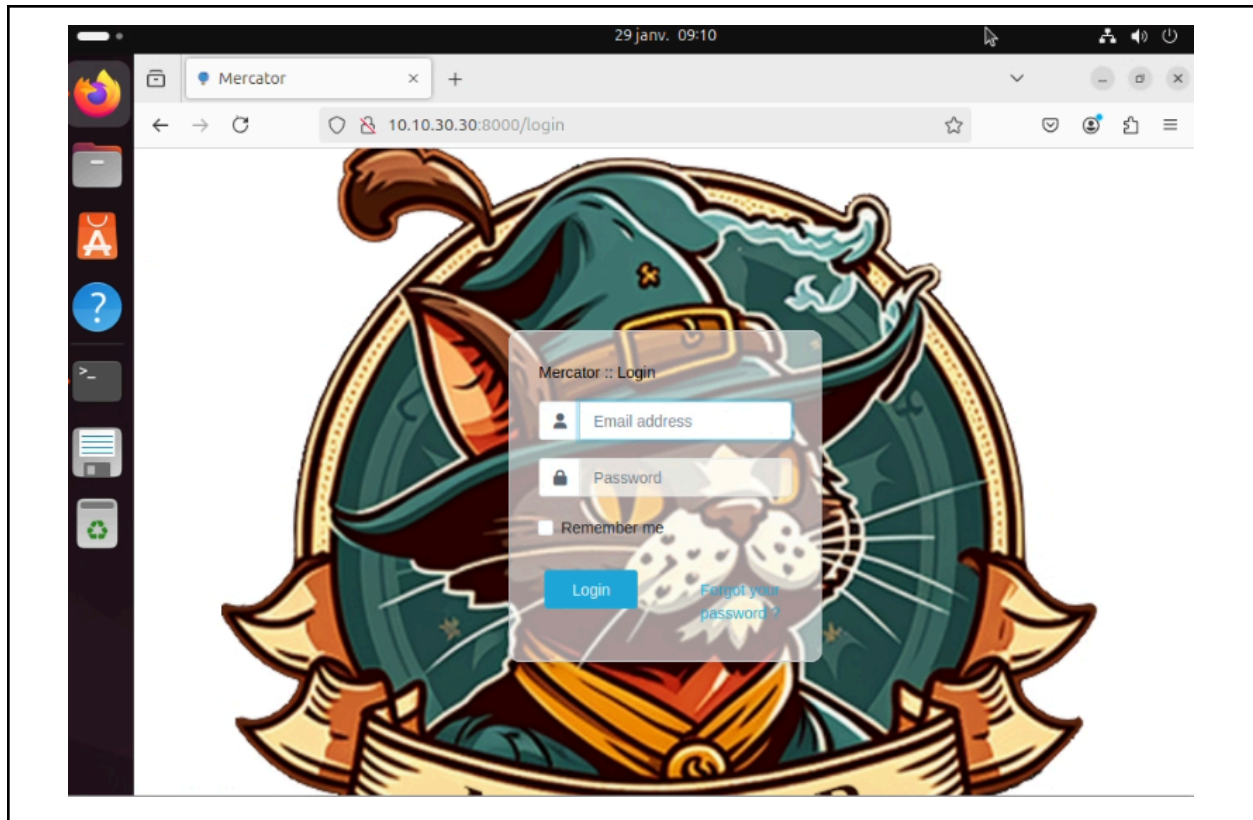 29 janv. 09:10
Mercator
10.10.30.30:8000/login
Mercator :: Login
Email address
Password
Remember me
Login
Forgot your
password ?